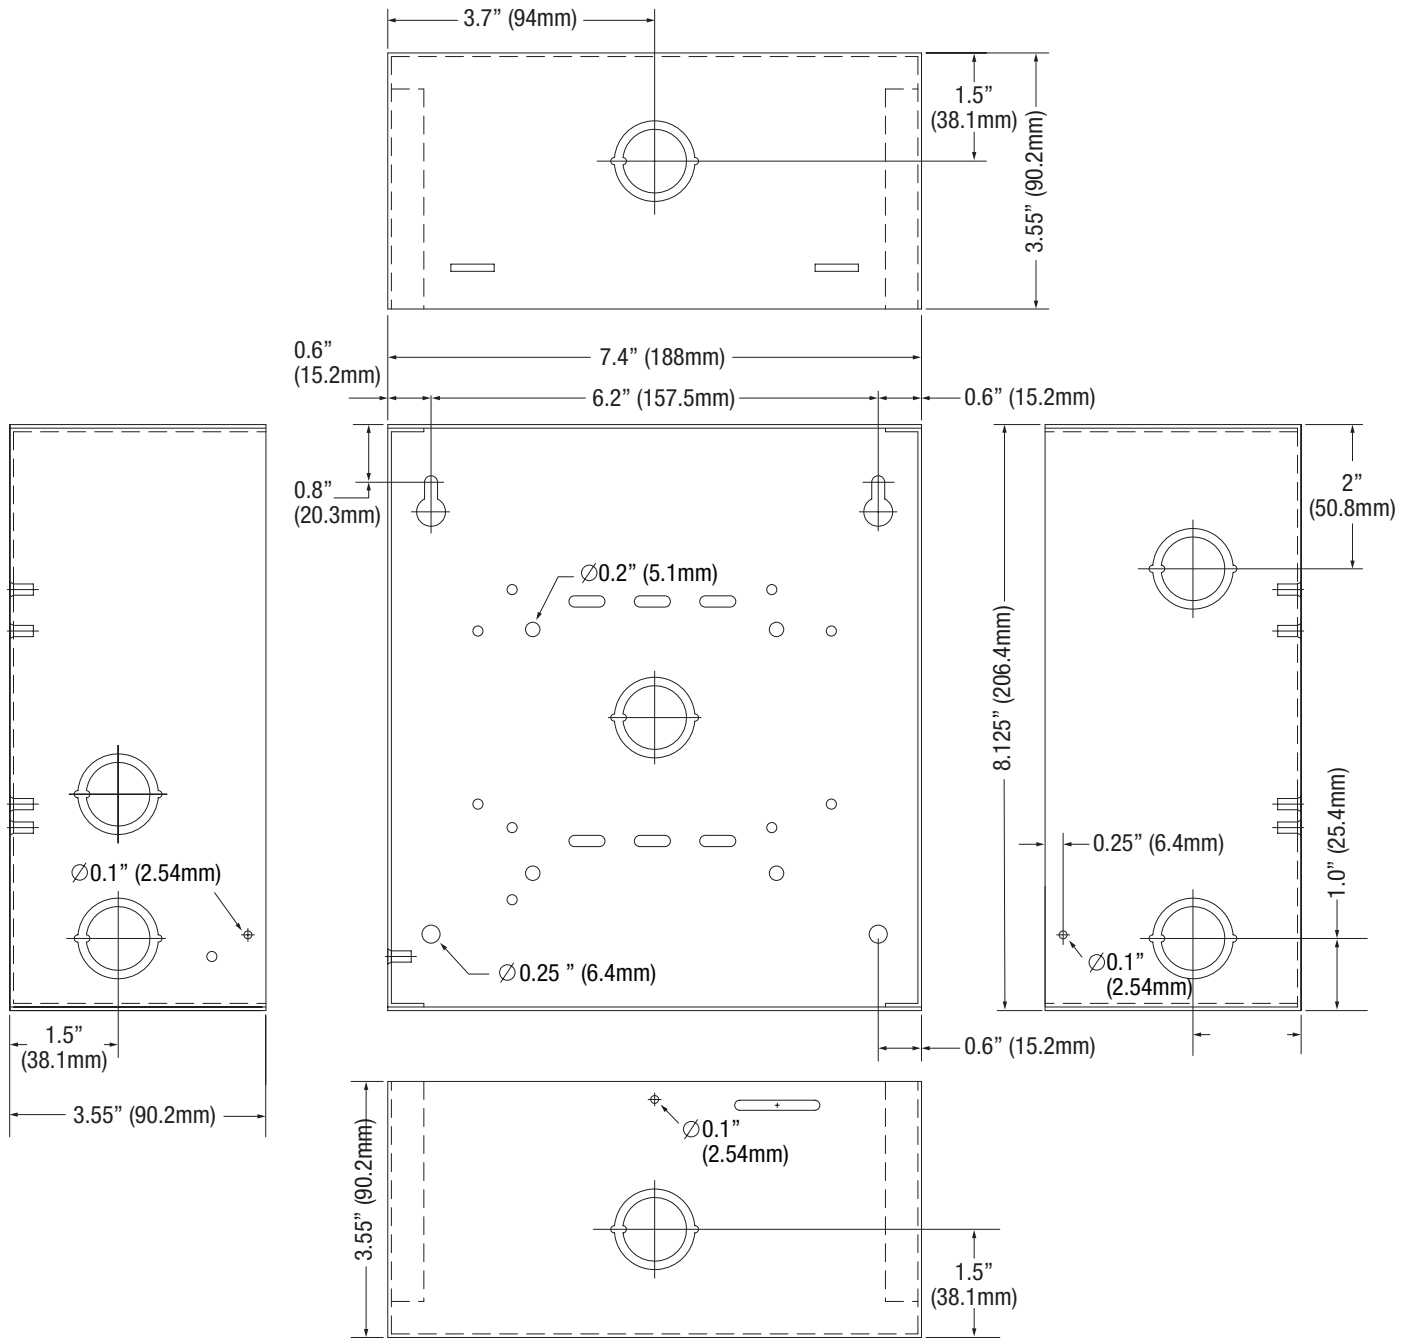 3.7” (94mm)
1.5”
(38.1mm)
3.55” (90.2mm)
0.6”
(15.2mm)
7.4” (188mm)
6.2” (157.5mm)
0.6” (15.2mm)
0.8”
(20.3mm)
2”
(50.8mm)
∅0.2” (5.1mm)
8.125” (206.4mm)
1.0” (25.4mm)
0.25” (6.4mm)
∅0.1” (2.54mm)
∅0.25 ” (6.4mm)
∅0.1”
(2.54mm)
1.5”
(38.1mm)
0.6” (15.2mm)
3.55” (90.2mm)
3.55” (90.2mm)
∅0.1”
(2.54mm)
1.5”
(38.1mm)